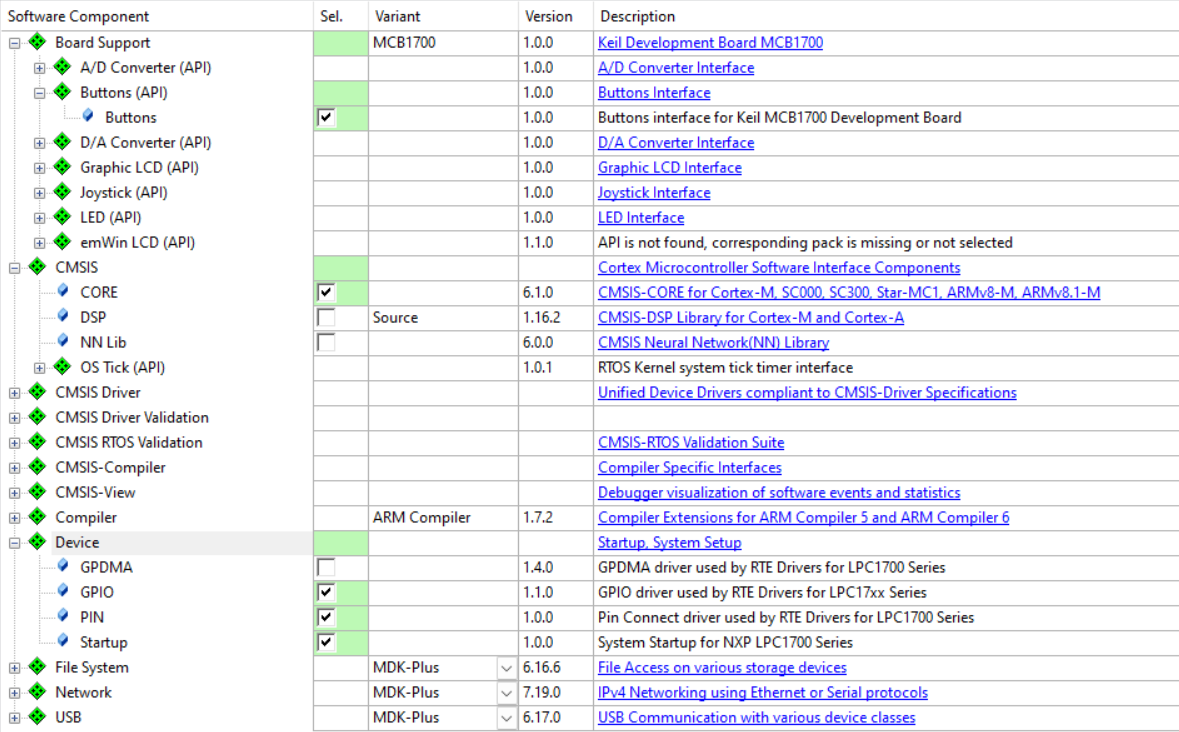 Software Component Sel. Variant Version Description
Board Support MCB1700 1.0.0 Keil Development Board MCB1700
A/D Converter (API) 1.0.0 A/D Converter Interface
Buttons (API) 1.0.0 Buttons Interface
Buttons 1.0.0 Buttons interface for Keil MCB1700 Development Board
D/A Converter (API) 1.0.0 D/A Converter Interface
Graphic LCD (API) 1.0.0 Graphic LCD Interface
Joystick (API) 1.0.0 Joystick Interface
LED (API) 1.0.0 LED Interface
emWin LCD (API) 1.1.0 API is not found, corresponding pack is missing or not selected
CMSIS Cortex Microcontroller Software Interface Components
CORE 6.1.0 CMSIS-CORE for Cortex-M, SC000, SC300, Star-MC1, ARMv8-M, ARMv8.1-M
DSP Source 1.16.2 CMSIS-DSP Library for Cortex-M and Cortex-A
NN Lib 6.0.0 CMSIS Neural Network(NN) Library
OS Tick (API) 1.0.1 RTOS Kernel system tick timer interface
CMSIS Driver Unified Device Drivers compliant to CMSIS-Driver Specifications
CMSIS Driver Validation
CMSIS RTOS Validation CMSIS-RTOS Validation Suite
CMSIS-Compiler Compiler Specific Interfaces
CMSIS-View Debugger visualization of software events and statistics
Compiler ARM Compiler 1.7.2 Compiler Extensions for ARM Compiler 5 and ARM Compiler 6
Device Startup, System Setup
GPDMA 1.4.0 GPDMA driver used by RTE Drivers for LPC1700 Series
GPIO 1.1.0 GPIO driver used by RTE Drivers for LPC17xx Series
PIN 1.0.0 Pin Connect driver used by RTE Drivers for LPC1700 Series
Startup 1.0.0 System Startup for NXP LPC1700 Series
File System MDK-Plus 6.16.6 File Access on various storage devices
Network MDK-Plus 7.19.0 IPv4 Networking using Ethernet or Serial protocols
USB MDK-Plus 6.17.0 USB Communication with various device classes